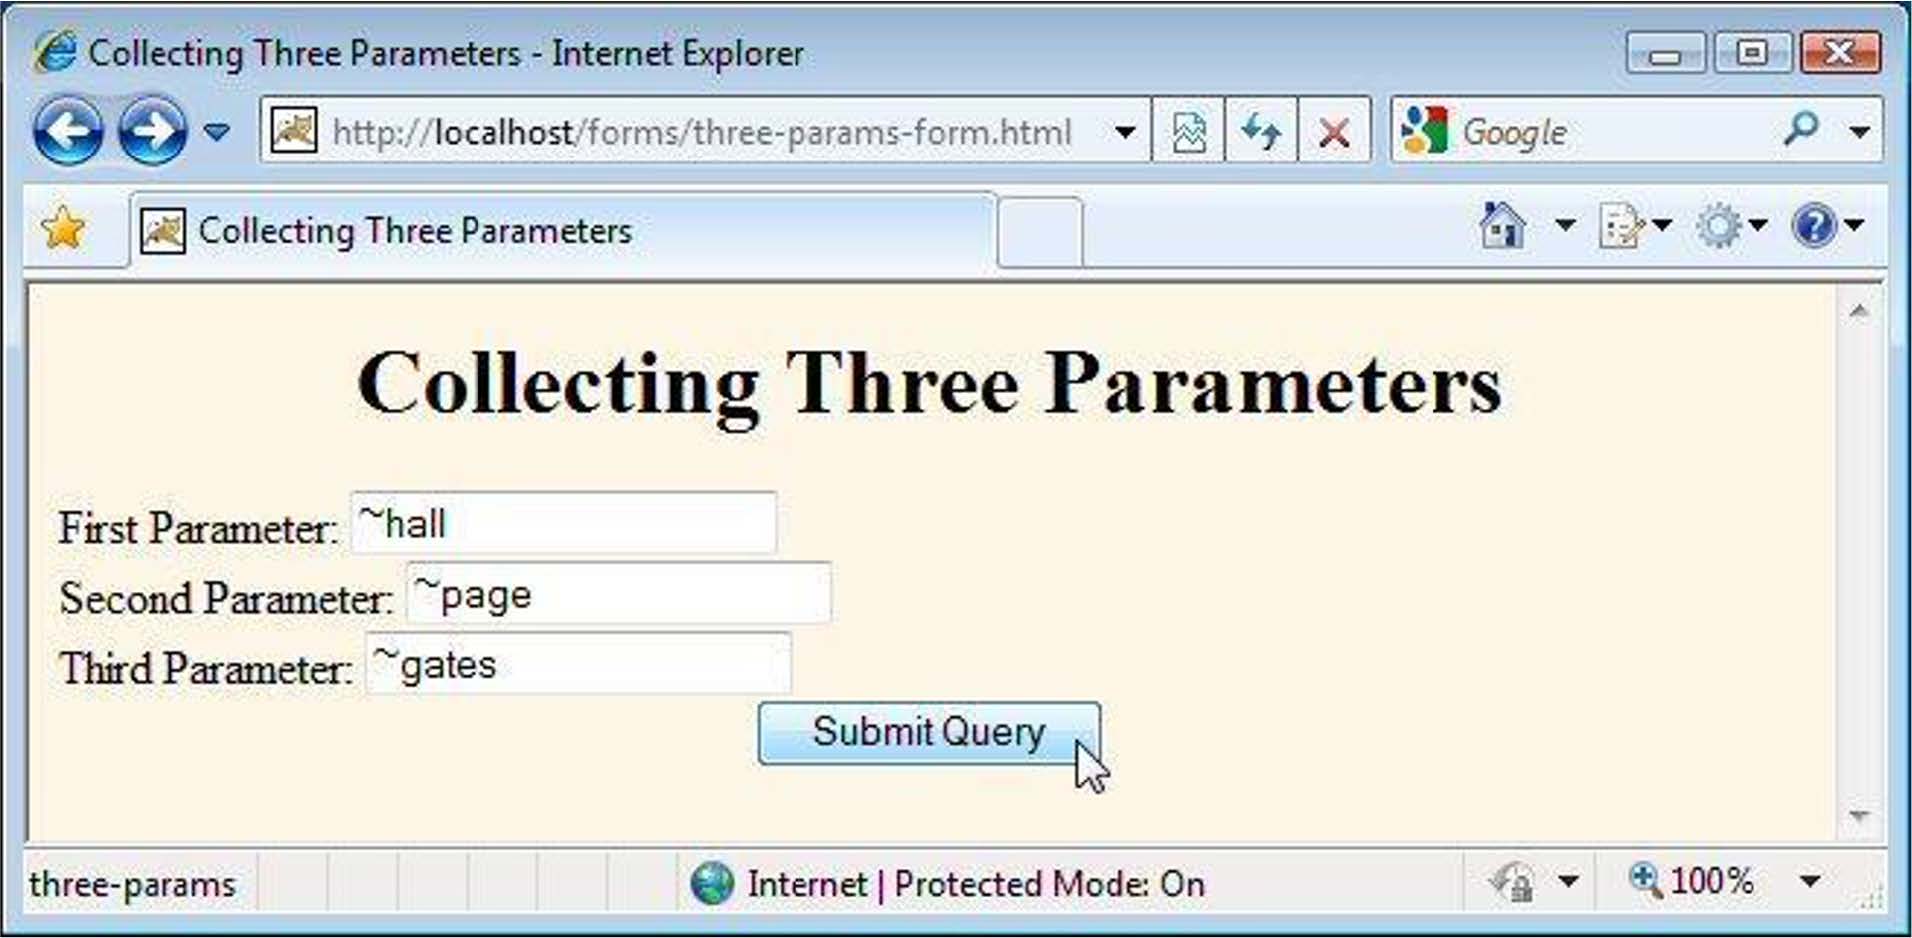 Collecting Three Parameters - Internet Explorer
http://localhost/forms/three-params-form.html Google
Collecting Three Parameters
Collecting Three Parameters
First Parameter: ~hall
Second Parameter: ~page
Third Parameter: ~gates
Submit Query
three-params Internet | Protected Mode: On 100%